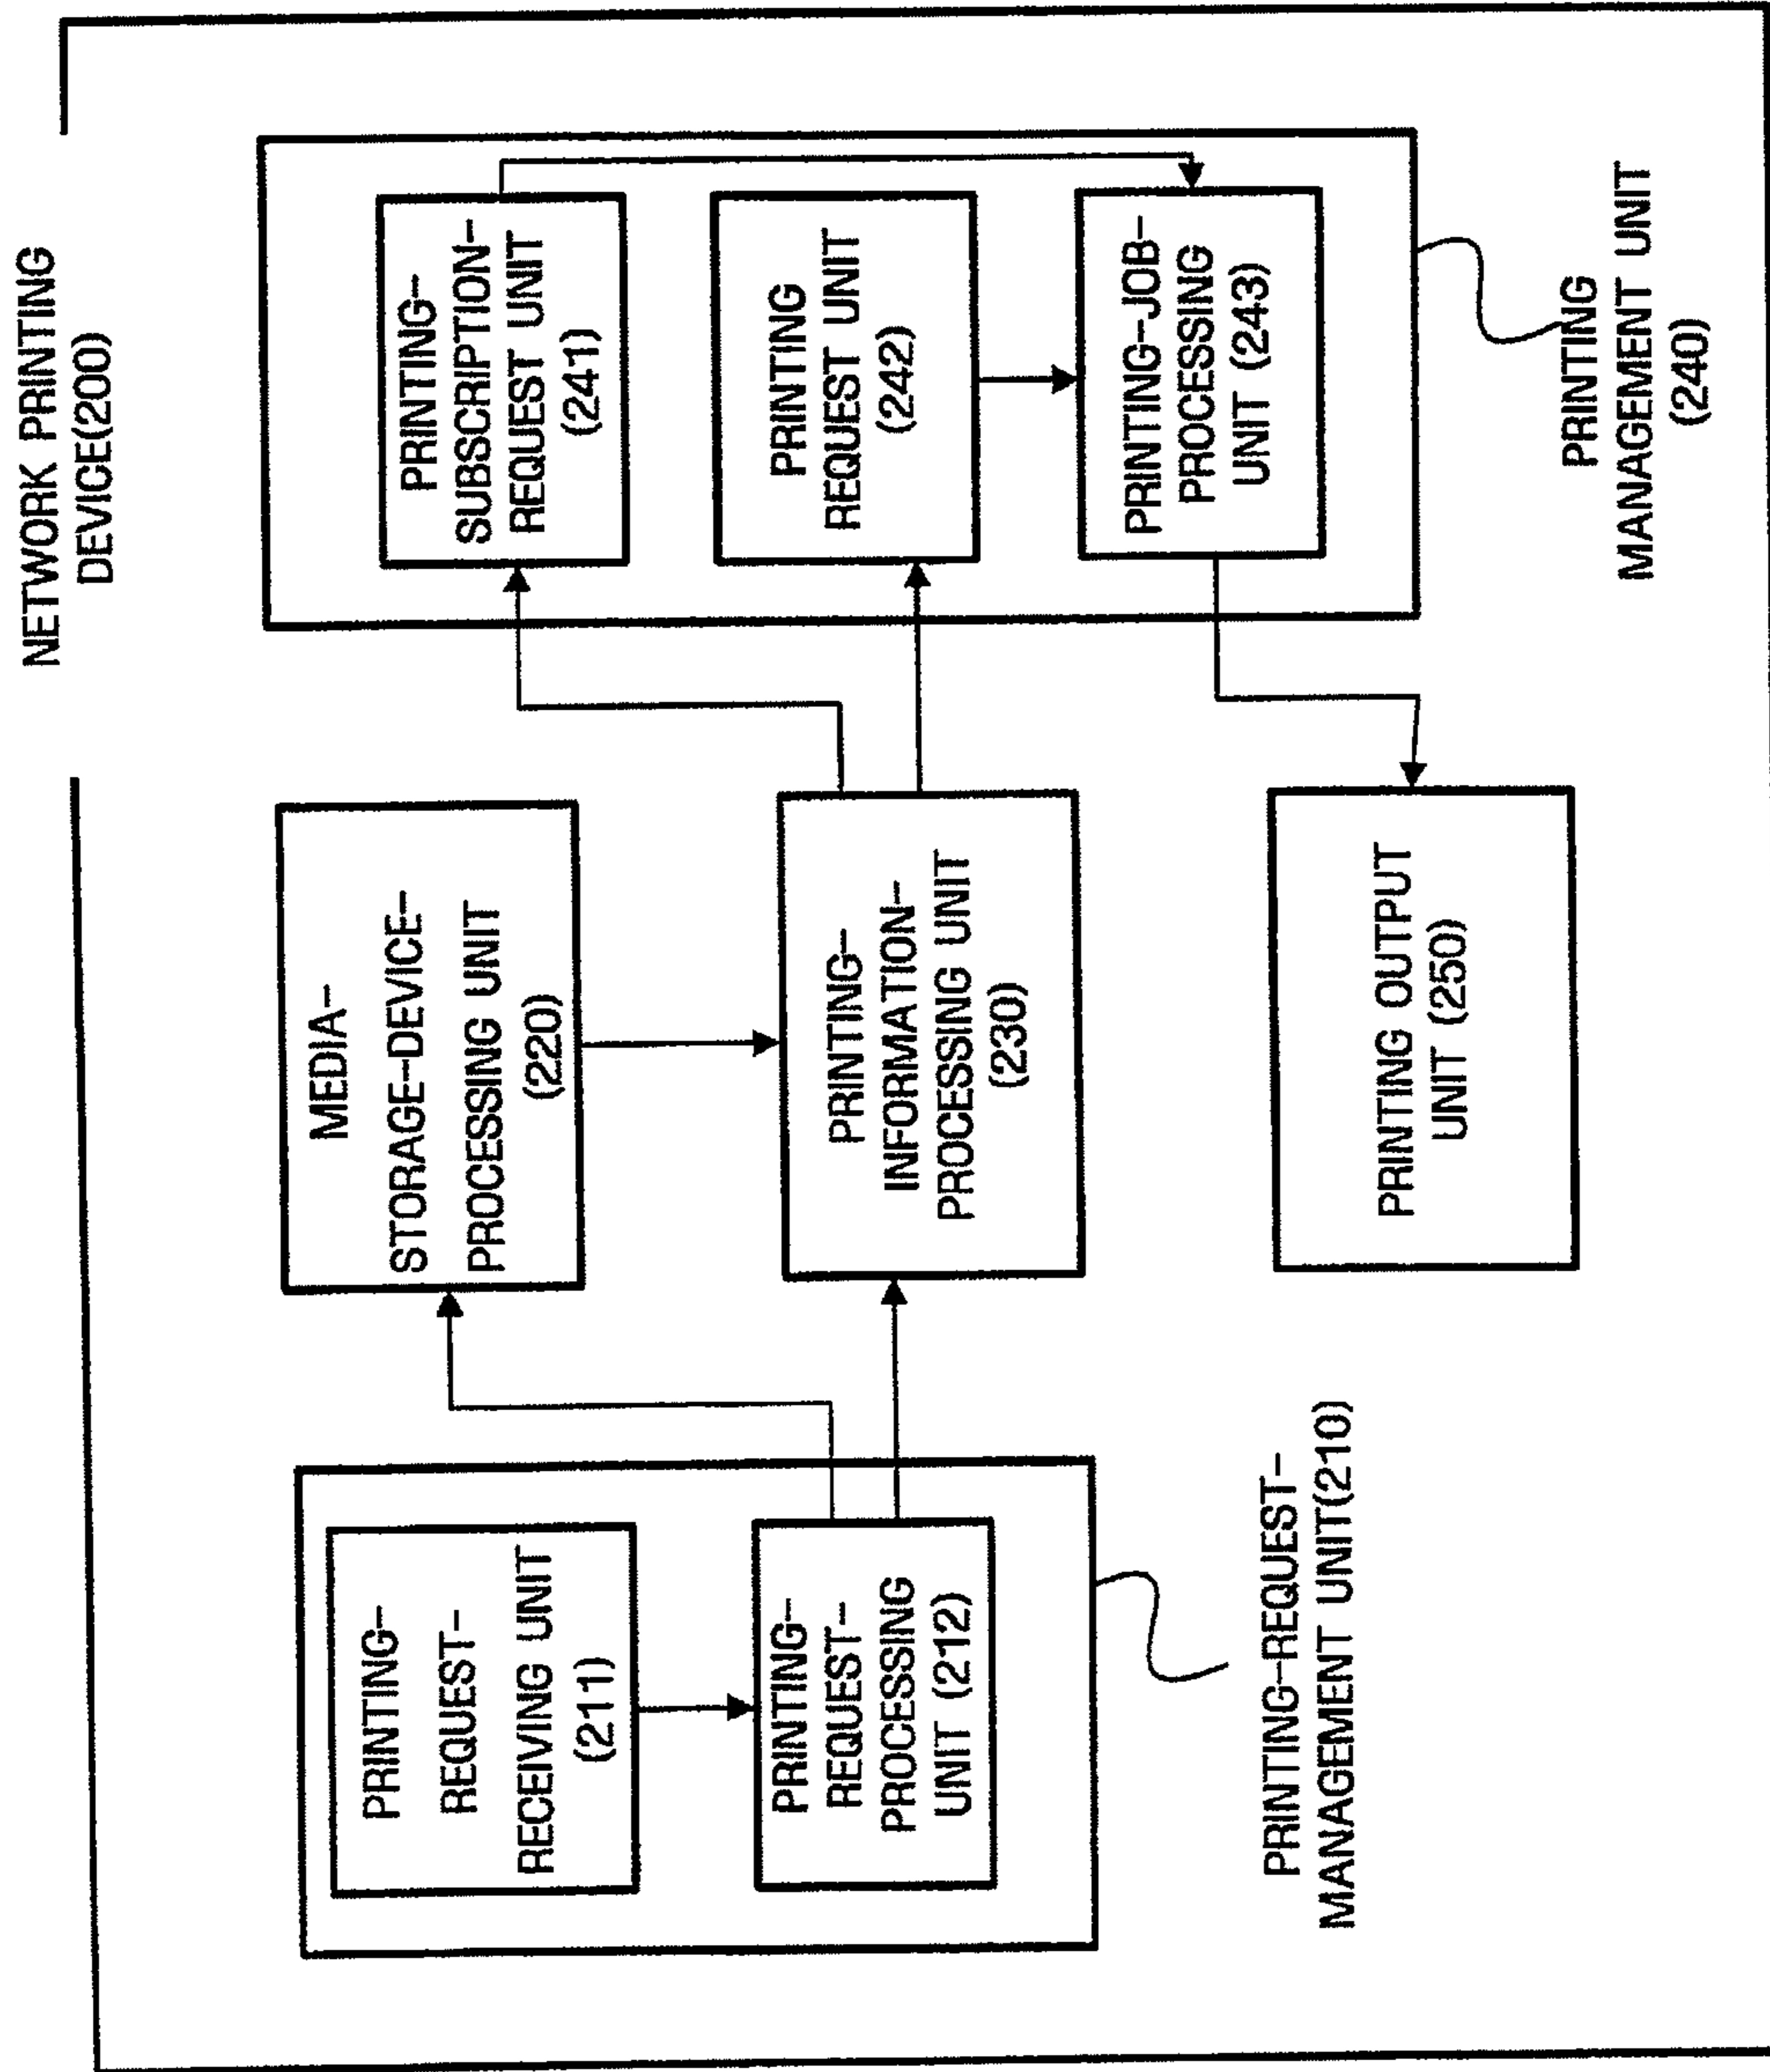 NETWORK PRINTING
DEVICE(200)
PRINTING-
REQUEST-
RECEIVING UNIT
(211)
PRINTING-
REQUEST-
PROCESSING
UNIT (212)
PRINTING-REQUEST-
MANAGEMENT UNIT(210)
MEDIA-
STORAGE-DEVICE-
PROCESSING UNIT
(220)
PRINTING-
INFORMATION-
PROCESSING UNIT
(230)
PRINTING OUTPUT
UNIT (250)
PRINTING-
SUBSCRIPTION-
REQUEST UNIT
(241)
PRINTING
REQUEST UNIT
(242)
PRINTING-JOB-
PROCESSING
UNIT (243)
PRINTING
MANAGEMENT UNIT
(240)